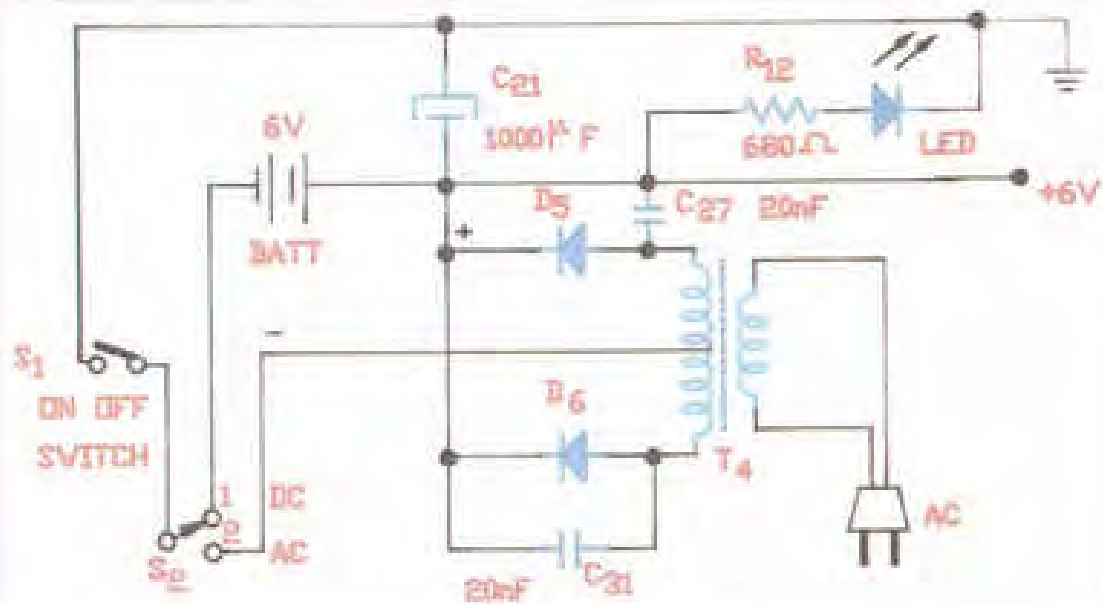 C21
1000μF
R12
680Ω
LED
6V
BATT
+6V
D5
C27 20nF
+
-
S1
ON OFF
SWITCH
D6
T4
1 DC
2 AC
S2
AC
20nF
C31